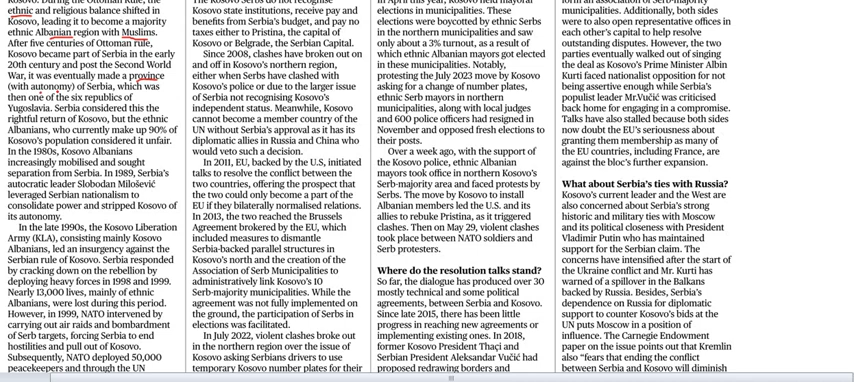 Kosovo. During the Ottoman Rule, the
ethnic and religious balance shifted in
Kosovo, leading it to become a majority
ethnic Albanian region with Muslims.
After five centuries of Ottoman rule,
Kosovo became part of Serbia in the early
20th century and post the Second World
War, it was eventually made a province
(with autonomy) of Serbia, which was
then one of the six republics of
Yugoslavia. Serbia considered this the
rightful return of Kosovo, but the ethnic
Albanians, who currently make up 90% of
Kosovo's population considered it unfair.
In the 1980s, Kosovo Albanians
increasingly mobilised and sought
separation from Serbia. In 1989, Serbia's
autocratic leader Slobodan Milošević
leveraged Serbian nationalism to
consolidate power and stripped Kosovo of
its autonomy.
In the late 1990s, the Kosovo Liberation
Army (KLA), consisting mainly Kosovo
Albanians, led an insurgency against the
Serbian rule of Kosovo. Serbia responded
by cracking down on the rebellion by
deploying heavy forces in 1998 and 1999.
Nearly 13,000 lives, mainly of ethnic
Albanians, were lost during this period.
However, in 1999, NATO intervened by
carrying out air raids and bombardment
of Serb targets, forcing Serbia to end
hostilities and pull out of Kosovo.
Subsequently, NATO deployed 50,000
peacekeepers and through the UN
The Kosovo Serbs do not recognise
Kosovo state institutions, receive pay and
benefits from Serbia's budget, and pay no
taxes either to Pristina, the capital of
Kosovo or Belgrade, the Serbian Capital.
Since 2008, clashes have broken out on
and off in Kosovo's northern region,
either when Serbs have clashed with
Kosovo's police or due to the larger issue
of Serbia not recognising Kosovo's
independent status. Meanwhile, Kosovo
cannot become a member country of the
UN without Serbia's approval as it has its
diplomatic allies in Russia and China who
would veto such a decision.
In 2011, EU, backed by the U.S, initiated
talks to resolve the conflict between the
two countries, offering the prospect that
the two could only become a part of the
EU if they bilaterally normalised relations.
In 2013, the two reached the Brussels
Agreement brokered by the EU, which
included measures to dismantle
Serbia-backed parallel structures in
Kosovo's north and the creation of the
Association of Serb Municipalities to
administratively link Kosovo's 10
Serb-majority municipalities. While the
agreement was not fully implemented on
the ground, the participation of Serbs in
elections was facilitated.
In July 2022, violent clashes broke out
in the northern region over the issue of
Kosovo asking Serbians drivers to use
temporary Kosovo number plates for their
In April this year, Kosovo held mayoral
elections in municipalities. These
elections were boycotted by ethnic Serbs
in the northern municipalities and saw
only about a 3% turnout, as a result of
which ethnic Albanian mayors got elected
in these municipalities. Notably,
protesting the July 2023 move by Kosovo
asking for a change of number plates,
ethnic Serb mayors in northern
municipalities, along with local judges
and 600 police officers had resigned in
November and opposed fresh elections to
their posts.
Over a week ago, with the support of
the Kosovo police, ethnic Albanian
mayors took office in northern Kosovo's
Serb-majority area and faced protests by
Serbs. The move by Kosovo to install
Albanian members led the U.S. and its
allies to rebuke Pristina, as it triggered
clashes. Then on May 29, violent clashes
took place between NATO soldiers and
Serb protesters.
Where do the resolution talks stand?
So far, the dialogue has produced over 30
mostly technical and some political
agreements, between Serbia and Kosovo.
Since late 2015, there has been little
progress in reaching new agreements or
implementing existing ones. In 2018,
former Kosovo President Thaçi and
Serbian President Aleksandar Vučić had
proposed redrawing borders and
form an association of Serb-majority
municipalities. Additionally, both sides
were to also open representative offices in
each other's capital to help resolve
outstanding disputes. However, the two
parties eventually walked out of singing
the deal as Kosovo's Prime Minister Albin
Kurti faced nationalist opposition for not
being assertive enough while Serbia's
populist leader Mr.Vučić was criticised
back home for engaging in a compromise.
Talks have also stalled because both sides
now doubt the EU's seriousness about
granting them membership as many of
the EU countries, including France, are
against the bloc's further expansion.
What about Serbia's ties with Russia?
Kosovo's current leader and the West are
also concerned about Serbia's strong
historic and military ties with Moscow
and its political closeness with President
Vladimir Putin who has maintained
support for the Serbian claim. The
concerns have intensified after the start of
the Ukraine conflict and Mr. Kurti has
warned of a spillover in the Balkans
backed by Russia. Besides, Serbia's
dependence on Russia for diplomatic
support to counter Kosovo's bids at the
UN puts Moscow in a position of
influence. The Carnegie Endowment
paper on the issue points out that Kremlin
also "fears that ending the conflict
between Serbia and Kosovo will diminish